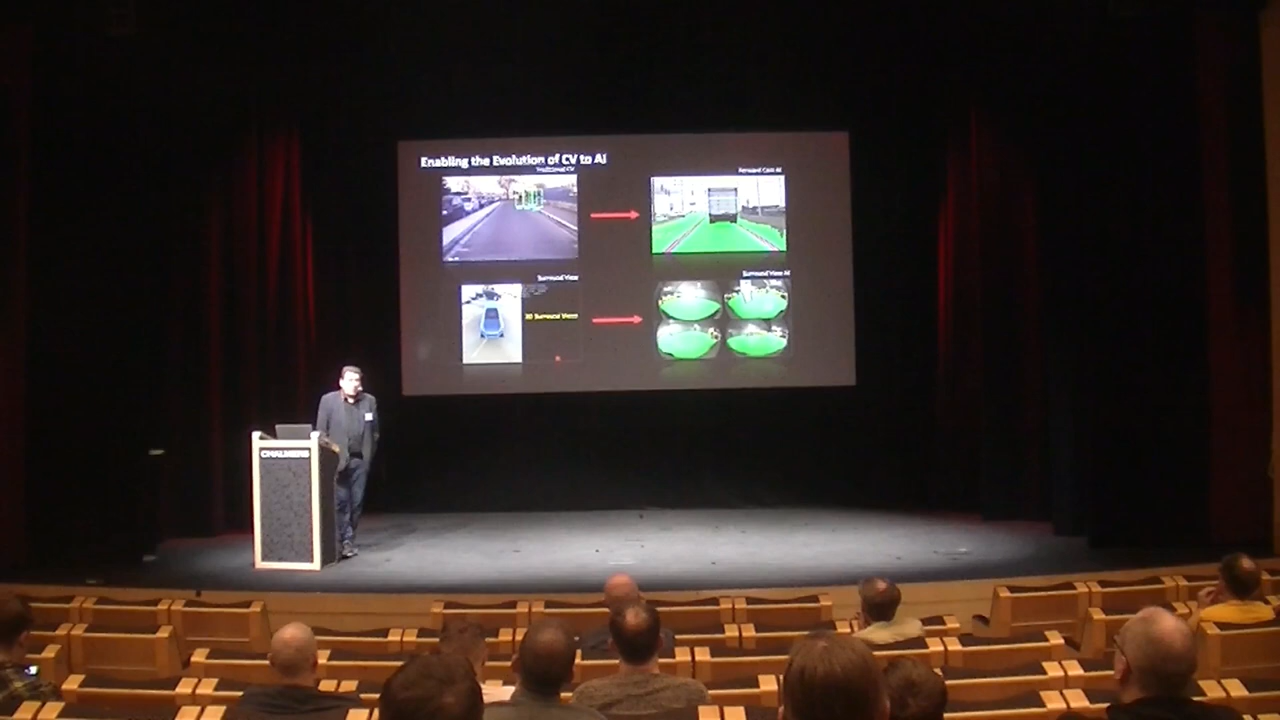 Enabling the Evolution of CV to AI
Traditional CV
Forward Cam AI
Surround View
Surround View AI
3D Surround View
CHALMERS